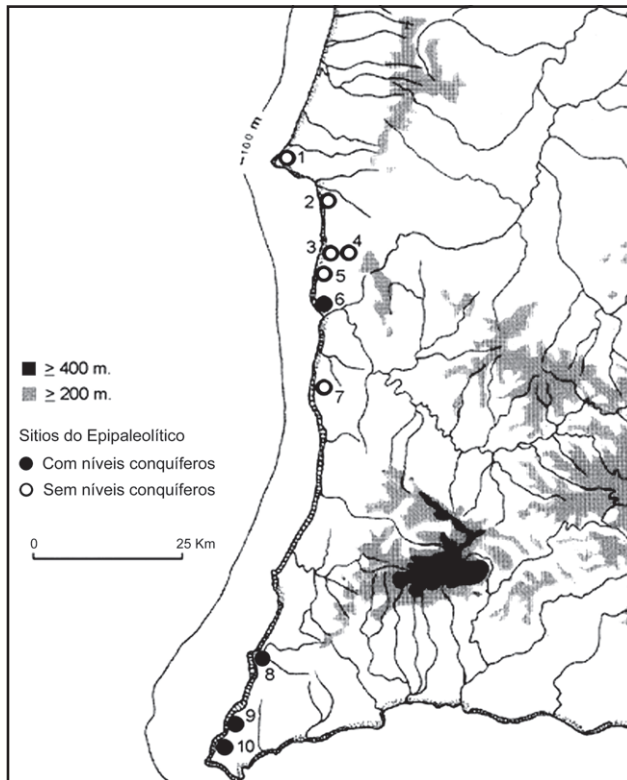 -100 m
1
2
3 4
5
6
7
≥ 400 m.
≥ 200 m.
Sitios do Epipaleolítico
Com níveis conquíferos
Sem níveis conquíferos
0 25 Km
8
9
10